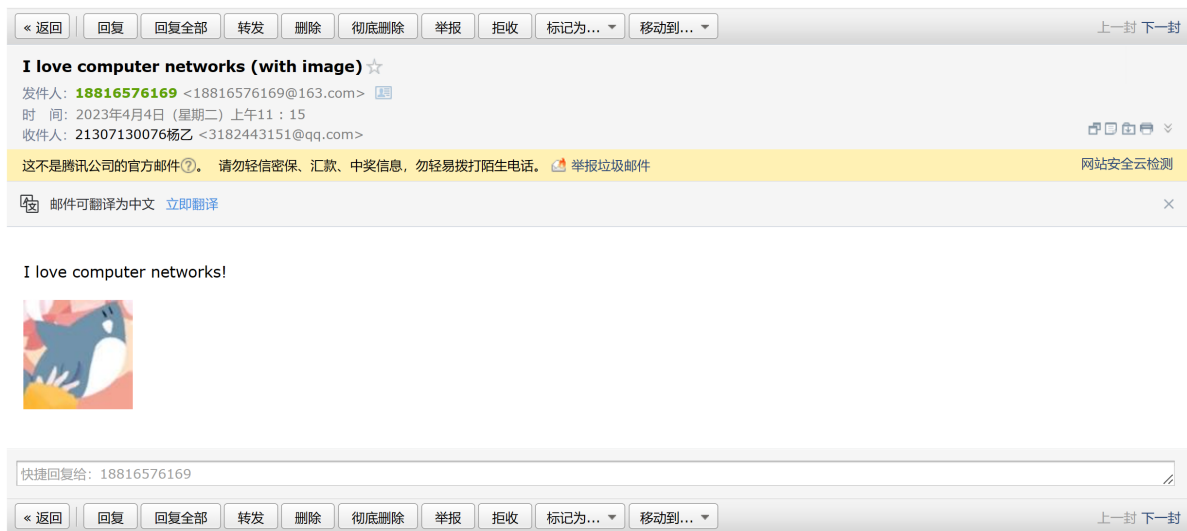 « 返回 回复 回复全部 转发 删除 彻底删除 举报 拒收 标记为... 移动到... 上一封 下一封
I love computer networks (with image)
发件人：18816576169 <18816576169@163.com>
时 间：2023年4月4日 (星期二) 上午11：15
收件人：21307130076杨乙 <3182443151@qq.com>
这不是腾讯公司的官方邮件?。 请勿轻信密保、汇款、中奖信息，勿轻易拨打陌生电话。 举报垃圾邮件 网站安全云检测
邮件可翻译为中文 立即翻译
I love computer networks!
快捷回复给：18816576169
« 返回 回复 回复全部 转发 删除 彻底删除 举报 拒收 标记为... 移动到... 上一封 下一封